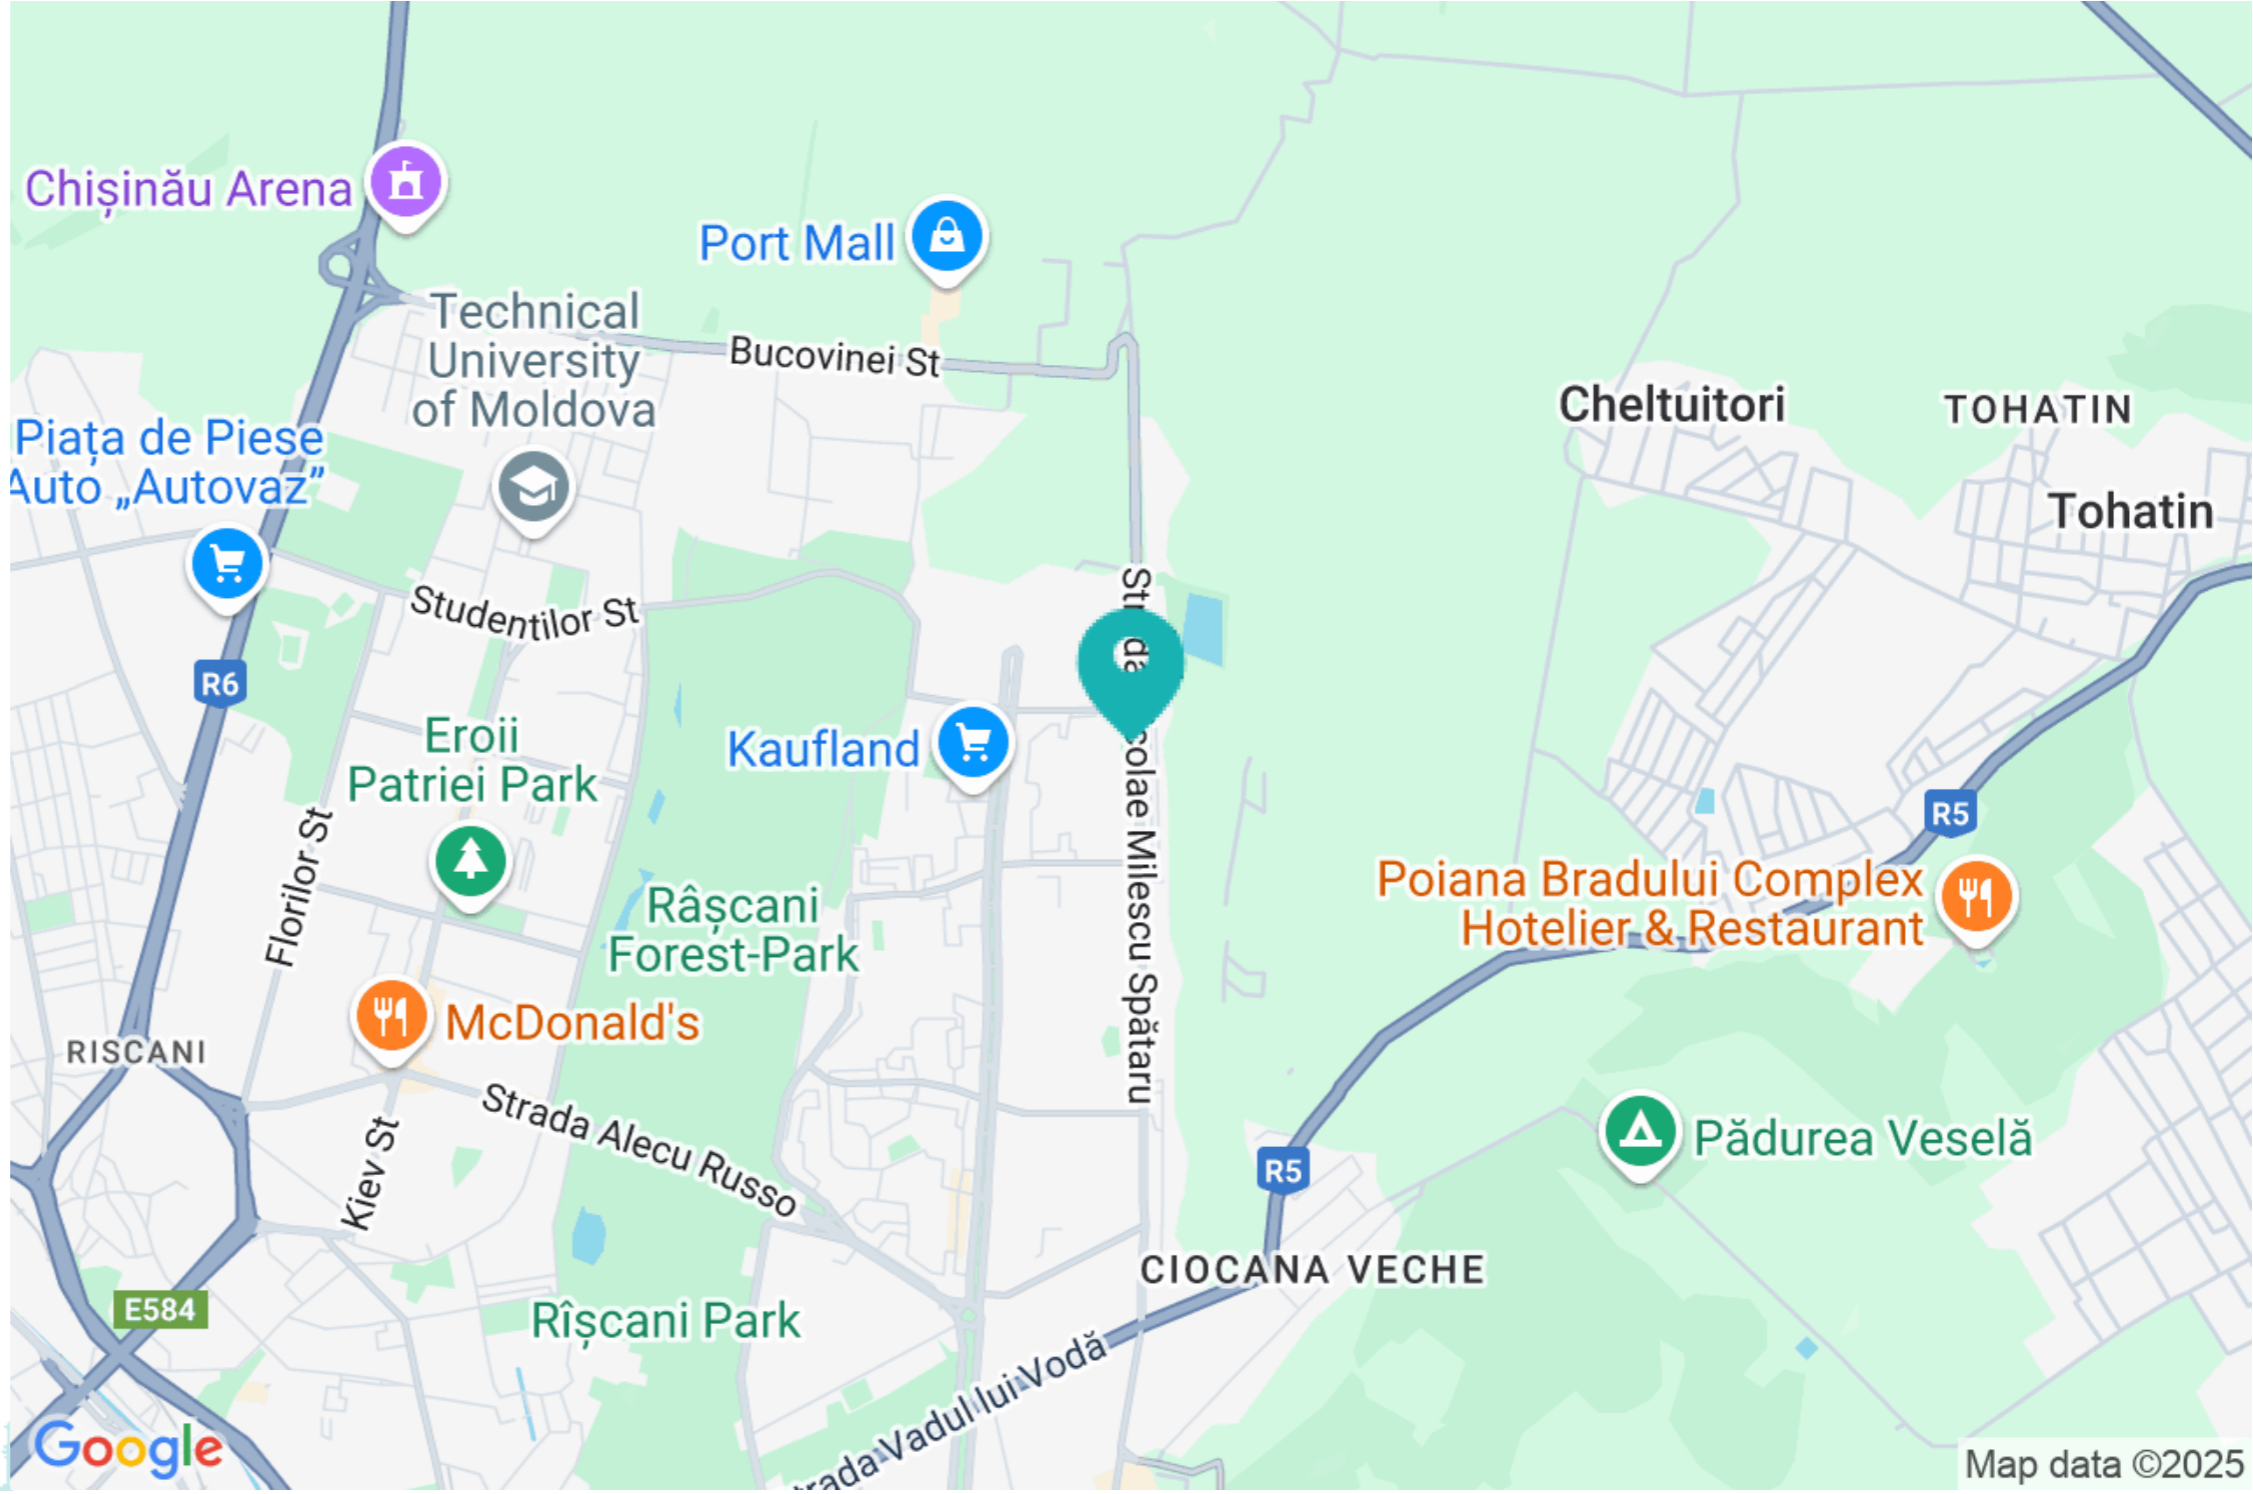 Chișinău Arena
Port Mall
Technical
University
of Moldova
Bucovinei St
Cheltuitori
TOHATIN
Tohatin
Piața de Piese
Auto „Autovaz”
Studentilor St
R6
Eroii
Patriei Park
Kaufland
Florilor St
R5
Râșcani
Forest-Park
Poiana Bradului Complex
Hotelier & Restaurant
colae Milescu Spătaru
McDonald's
RISCANI
Strada Alecu Russo
Kiev St
Pădurea Veselă
R5
CIOCANA VECHE
E584
Rîșcani Park
trada Vadul lui Vodă
Google
Map data ©2025